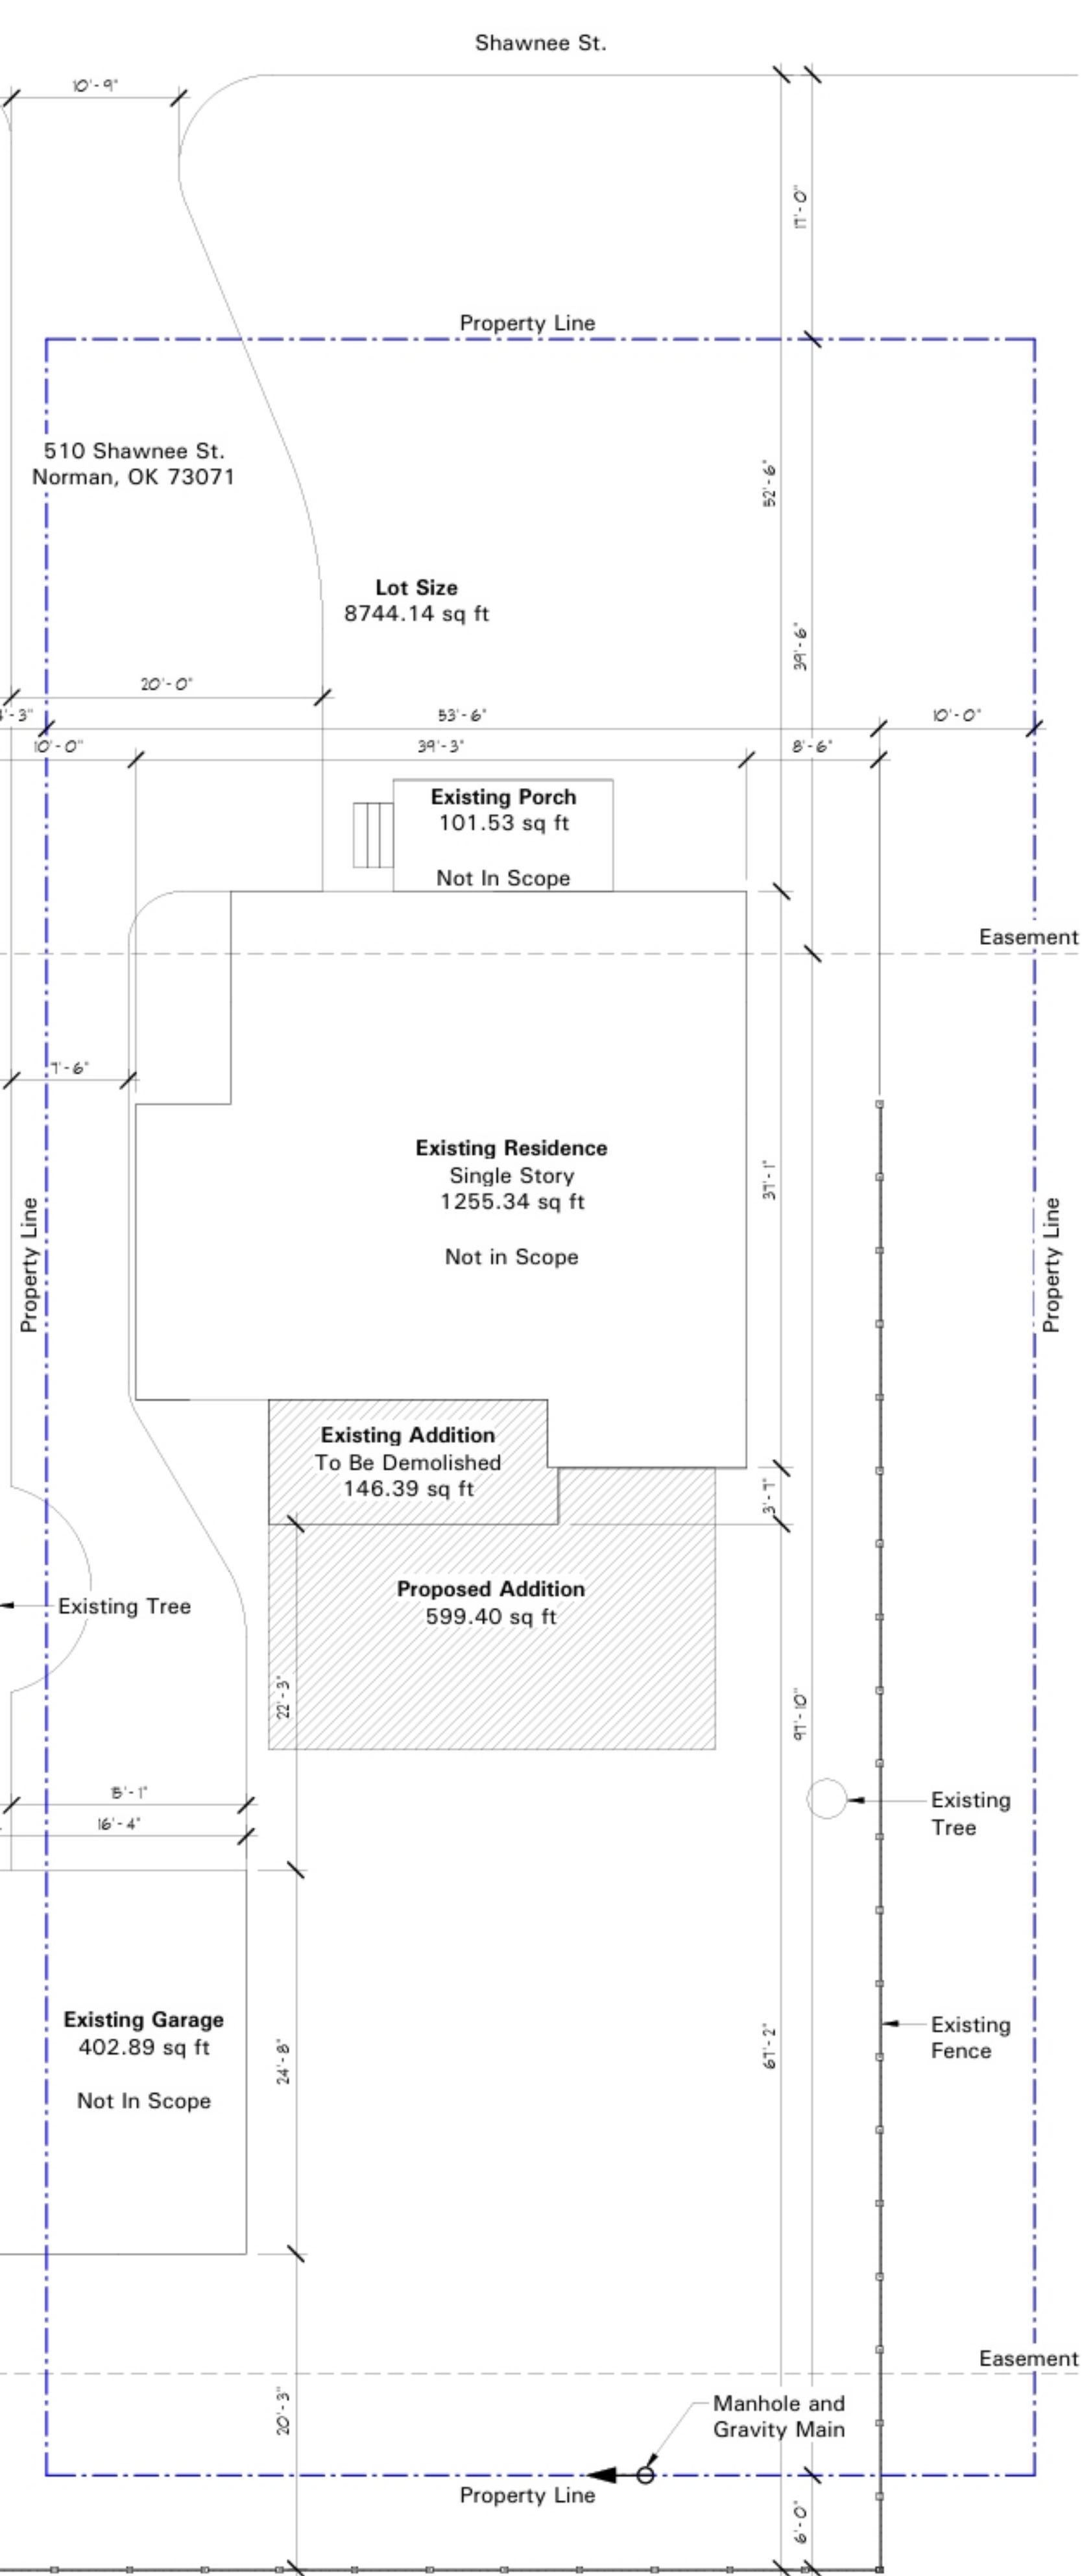 Shawnee St.
10'-9"
17'-0"
Property Line
510 Shawnee St.
Norman, OK 73071
52'-6"
Lot Size
8744.14 sq ft
39'-6"
20'-0"
4'-3"
53'-6"
10'-0"
10'-0"
39'-3"
8'-6"
Existing Porch
101.53 sq ft
Not In Scope
Easement
7'-6"
Existing Residence
Single Story
1255.34 sq ft
Not in Scope
37'-1"
Property Line
Property Line
Existing Addition
To Be Demolished
146.39 sq ft
3'-7"
Proposed Addition
599.40 sq ft
Existing Tree
22'-3"
97'-10"
15'-1"
16'-4"
Existing
Tree
Existing Garage
402.89 sq ft
Not In Scope
24'-8"
67'-2"
Existing
Fence
Easement
20'-3"
Manhole and
Gravity Main
Property Line
6'-0"